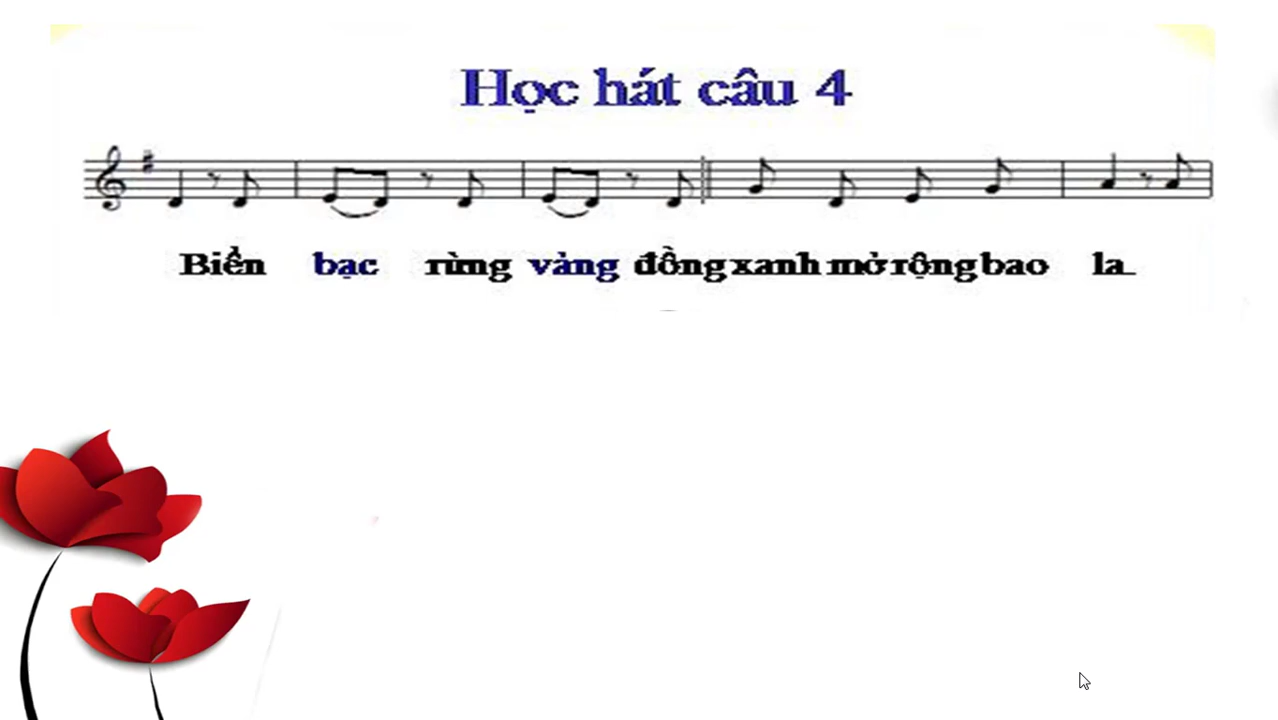 Học hát câu 4
Biển bạc rừng vàng đồng xanh mở rộng bao la